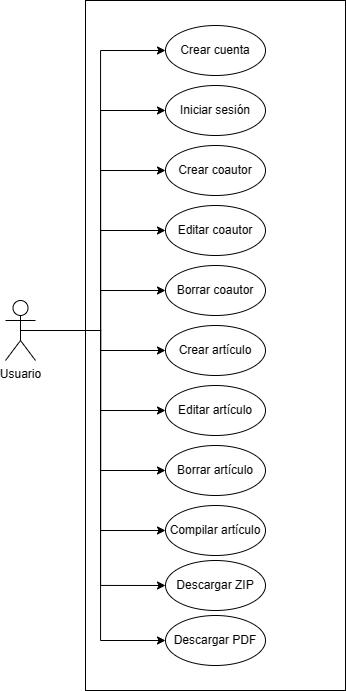 Crear cuenta
Iniciar sesión
Crear coautor
Editar coautor
Borrar coautor
Usuario
Crear artículo
Editar artículo
Borrar artículo
Compilar artículo
Descargar ZIP
Descargar PDF